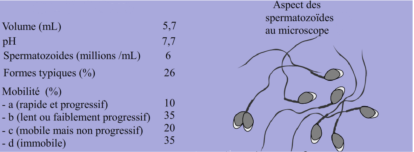 Volume (mL) 5,7
pH 7,7
Spermatozoides (millions /mL) 6
Formes typiques (%) 26
Mobilité (%)
- a (rapide et progressif) 10
- b (lent ou faiblement progressif) 35
- c (mobile mais non progressif) 20
- d (immobile) 35
Aspect des
spermatozoïdes
au microscope